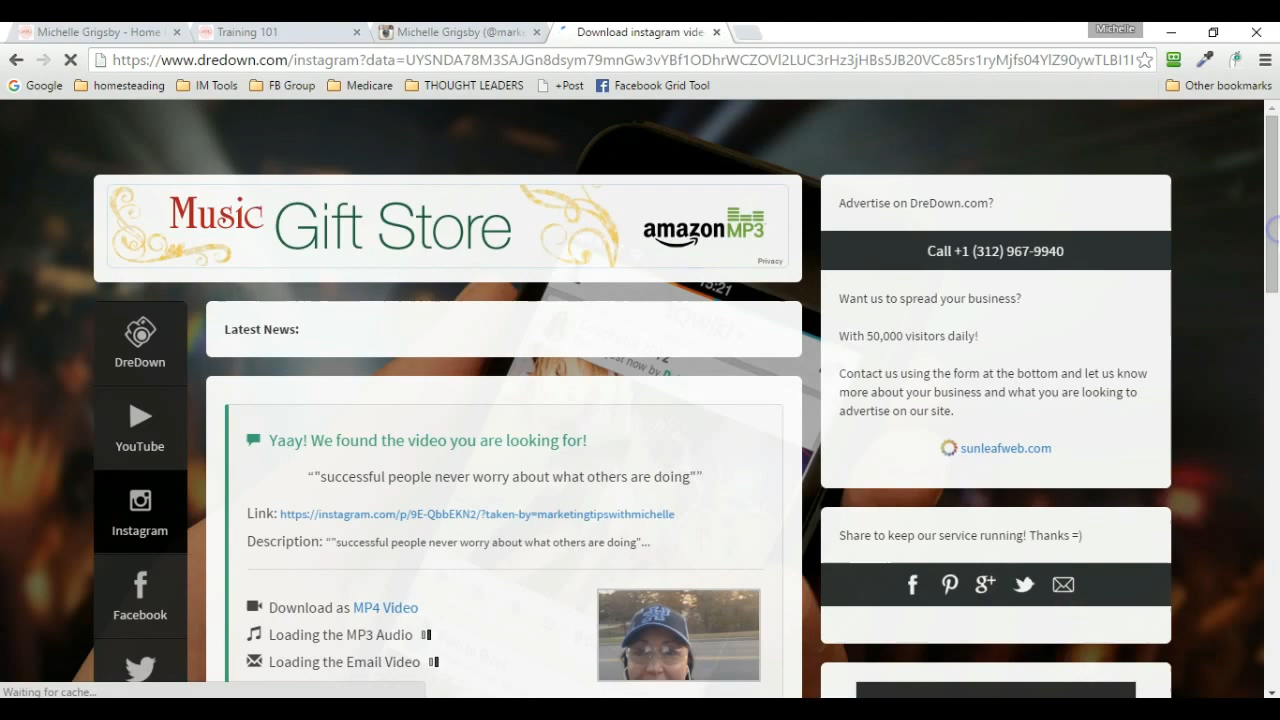 Michelle Grigsby - Home
Training 101
Michelle Grigsby (@mark
Download instagram vide
Michelle
https://www.dredown.com/instagram?data=
Google
homesteading
IM Tools
FB Group
Medicare
THOUGHT LEADERS
+Post
Facebook Grid Tool
Other bookmarks
Music Gift Store
amazonMP3
Privacy
Advertise on DreDown.com?
Call +1 (312) 967-9940
Want us to spread your business?
With 50,000 visitors daily!
Contact us using the form at the bottom and let us know
more about your business and what you are looking to
advertise on our site.
sunleafweb.com
Share to keep our service running! Thanks =)
DreDown
YouTube
Instagram
Facebook
Latest News:
15:21
Yaay! We found the video you are looking for!
“"successful people never worry about what others are doing"”
Link: https://instagram.com/p/9E-QbbEKN2/?taken-by=marketingtipswithmichelle
Description: “"successful people never worry about what others are doing"...
Download as MP4 Video
Loading the MP3 Audio
Loading the Email Video
Waiting for cache...